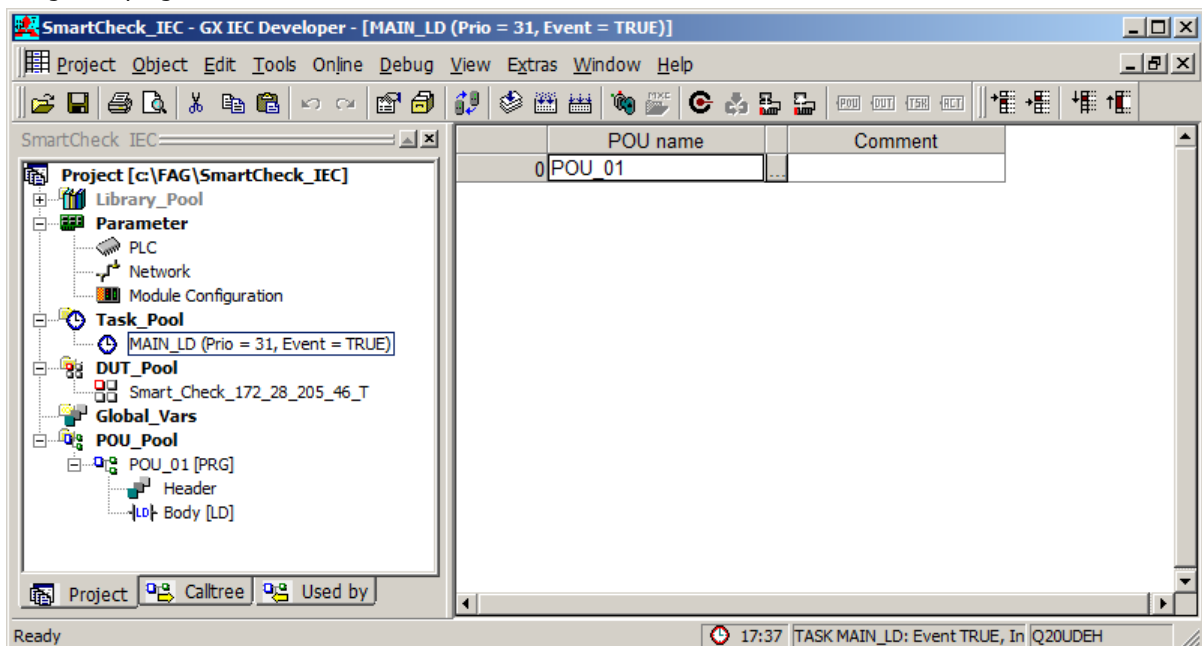 SmartCheck_IEC - GX IEC Developer - [MAIN_LD (Prio = 31, Event = TRUE)]
Project Object Edit Tools Online Debug View Extras Window Help
MXC
POU DUT TSK ACT
SmartCheck IEC
POU name Comment
0 POU_01 ...
Project [c:\FAG\SmartCheck_IEC]
Library_Pool
Parameter
PLC
Network
Module Configuration
Task_Pool
MAIN_LD (Prio = 31, Event = TRUE)
DUT_Pool
Smart_Check_172_28_205_46_T
Global_Vars
POU_Pool
POU_01 [PRG]
Header
LD Body [LD]
Project Calltree Used by
Ready 17:37 TASK MAIN_LD: Event TRUE, In Q20UDEH